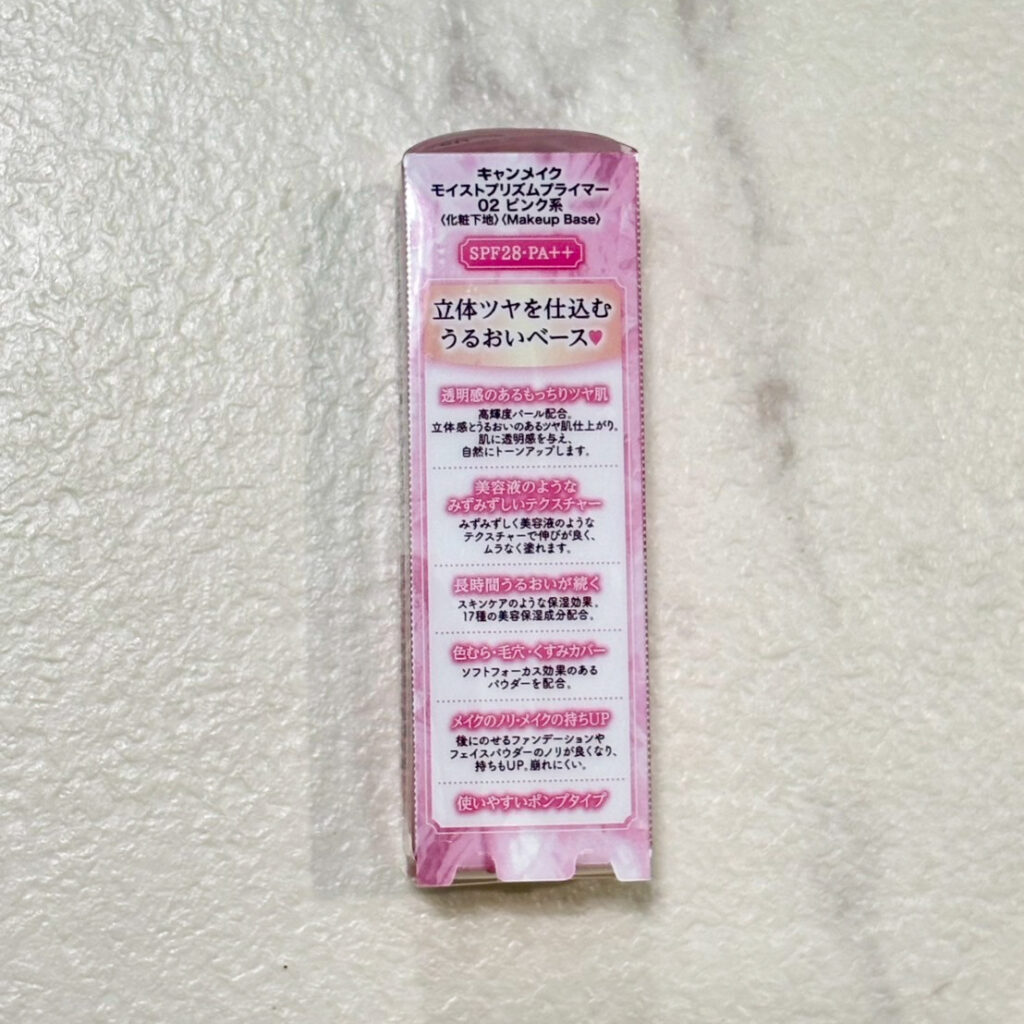 キャンメイク
モイストプリズムプライマー
02 ピンク系
〈化粧下地〉〈Makeup Base〉
SPF28・PA++
立体ツヤを仕込む
うるおいベース♥
透明感のあるもっちりツヤ肌
高輝度パール配合。
立体感とうるおいのあるツヤ肌仕上がり。
肌に透明感を与え、
自然にトーンアップします。
美容液のような
みずみずしいテクスチャー
みずみずしく美容液のような
テクスチャーで伸びが良く、
ムラなく塗れます。
長時間うるおいが続く
スキンケアのような保湿効果。
17種の美容保湿成分配合。
色むら・毛穴・くすみカバー
ソフトフォーカス効果のある
パウダーを配合。
メイクのノリ・メイクの持ちUP
後にのせるファンデーションや
フェイスパウダーのノリが良くなり、
持ちもUP。崩れにくい。
使いやすいポンプタイプ